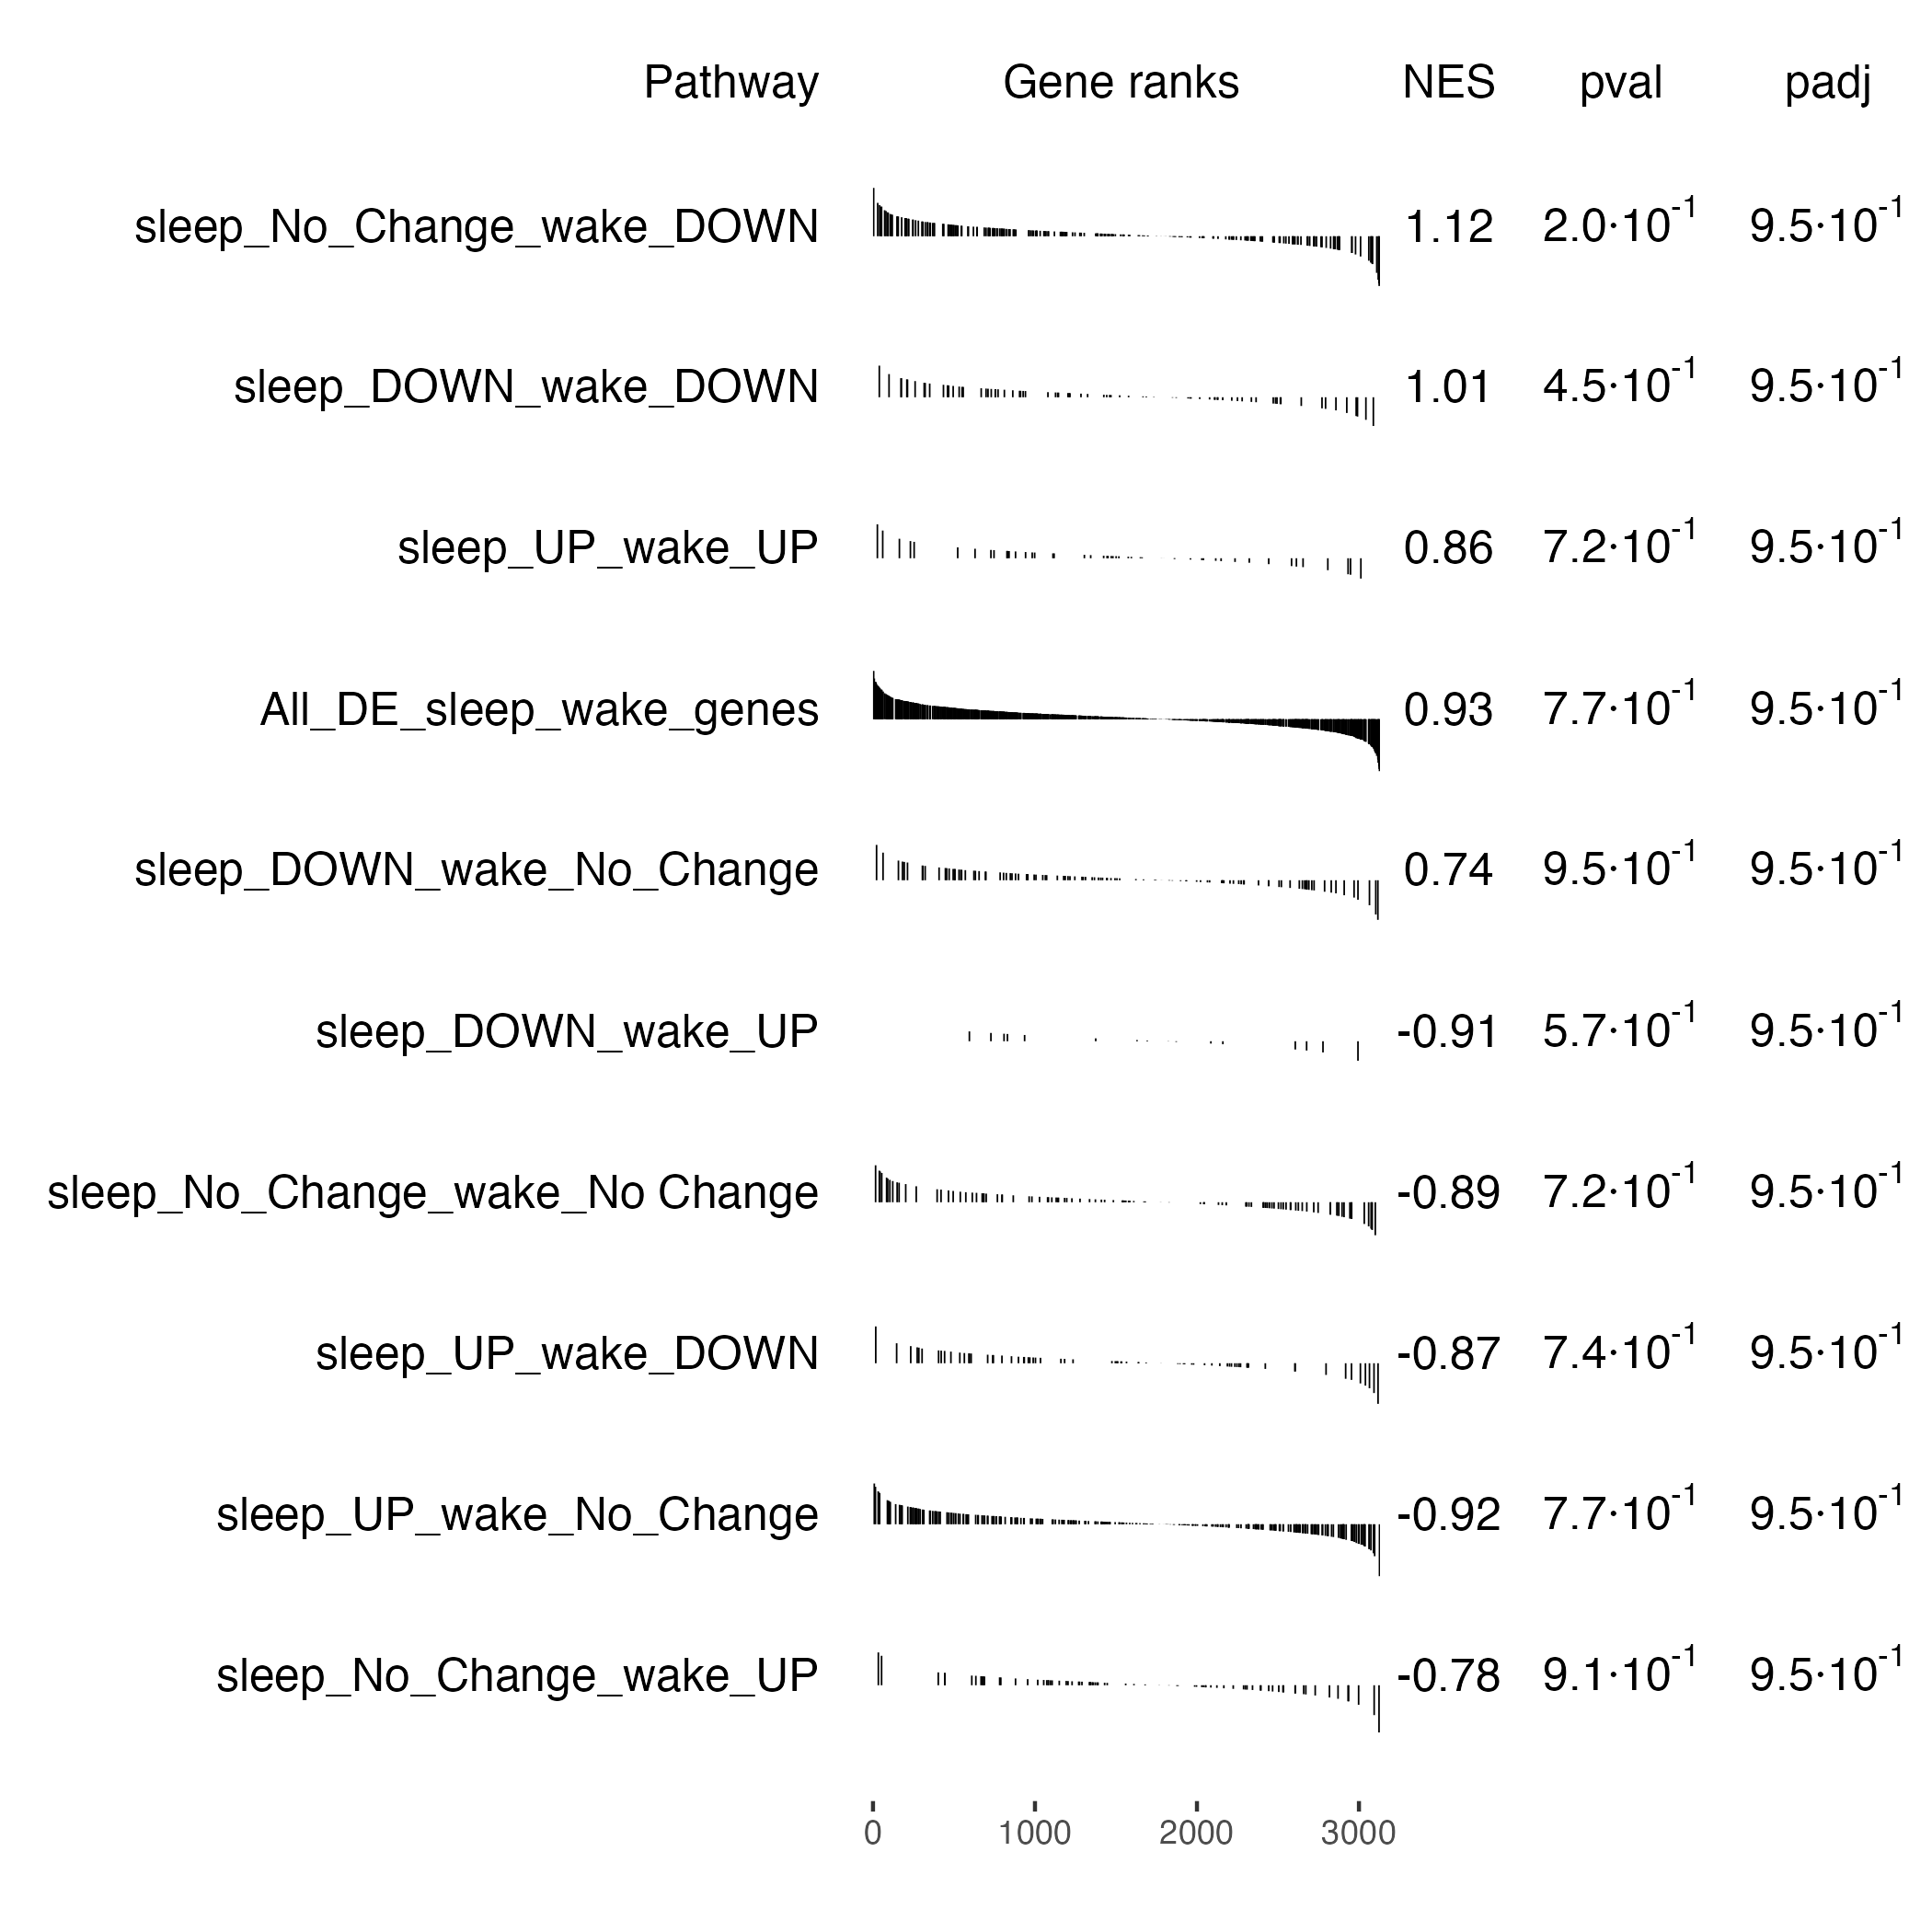 Pathway Gene ranks NES pval padj
sleep_No_Change_wake_DOWN 1.12 2.0·10⁻¹ 9.5·10⁻¹
sleep_DOWN_wake_DOWN 1.01 4.5·10⁻¹ 9.5·10⁻¹
sleep_UP_wake_UP 0.86 7.2·10⁻¹ 9.5·10⁻¹
All_DE_sleep_wake_genes 0.93 7.7·10⁻¹ 9.5·10⁻¹
sleep_DOWN_wake_No_Change 0.74 9.5·10⁻¹ 9.5·10⁻¹
sleep_DOWN_wake_UP -0.91 5.7·10⁻¹ 9.5·10⁻¹
sleep_No_Change_wake_No Change -0.89 7.2·10⁻¹ 9.5·10⁻¹
sleep_UP_wake_DOWN -0.87 7.4·10⁻¹ 9.5·10⁻¹
sleep_UP_wake_No_Change -0.92 7.7·10⁻¹ 9.5·10⁻¹
sleep_No_Change_wake_UP -0.78 9.1·10⁻¹ 9.5·10⁻¹
0 1000 2000 3000